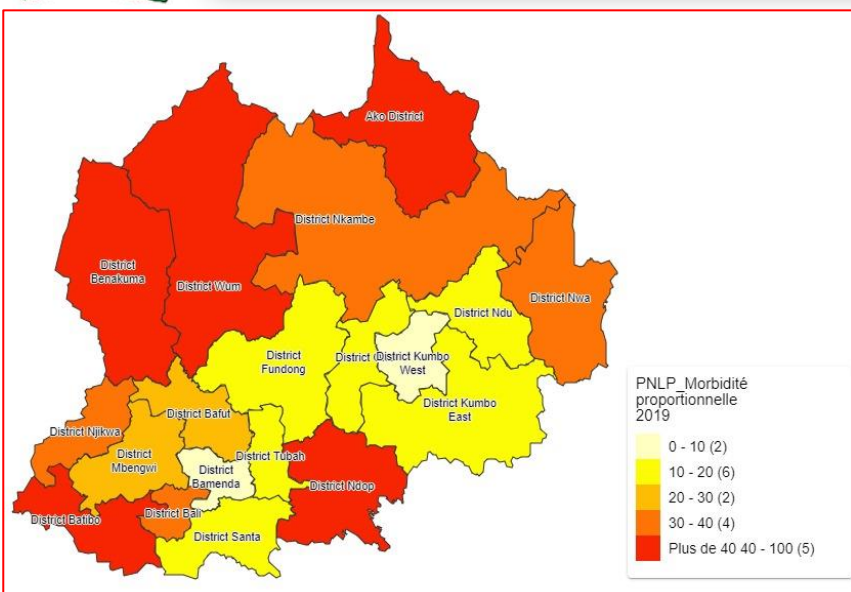 Ako District
District Nkambe
District
Benakuma
District Wum
District Nwa
District Ndu
District
Fundong
District
District Kumbo
West
District Kumbo
East
District Bafut
District Njikwa
District
Mbengwi
District Tubah
District
Bamenda
District Ndop
District Batibo
District Bali
District Santa
PNLP_Morbidité
proportionnelle
2019
0 - 10 (2)
10 - 20 (6)
20 - 30 (2)
30 - 40 (4)
Plus de 40 40 - 100 (5)